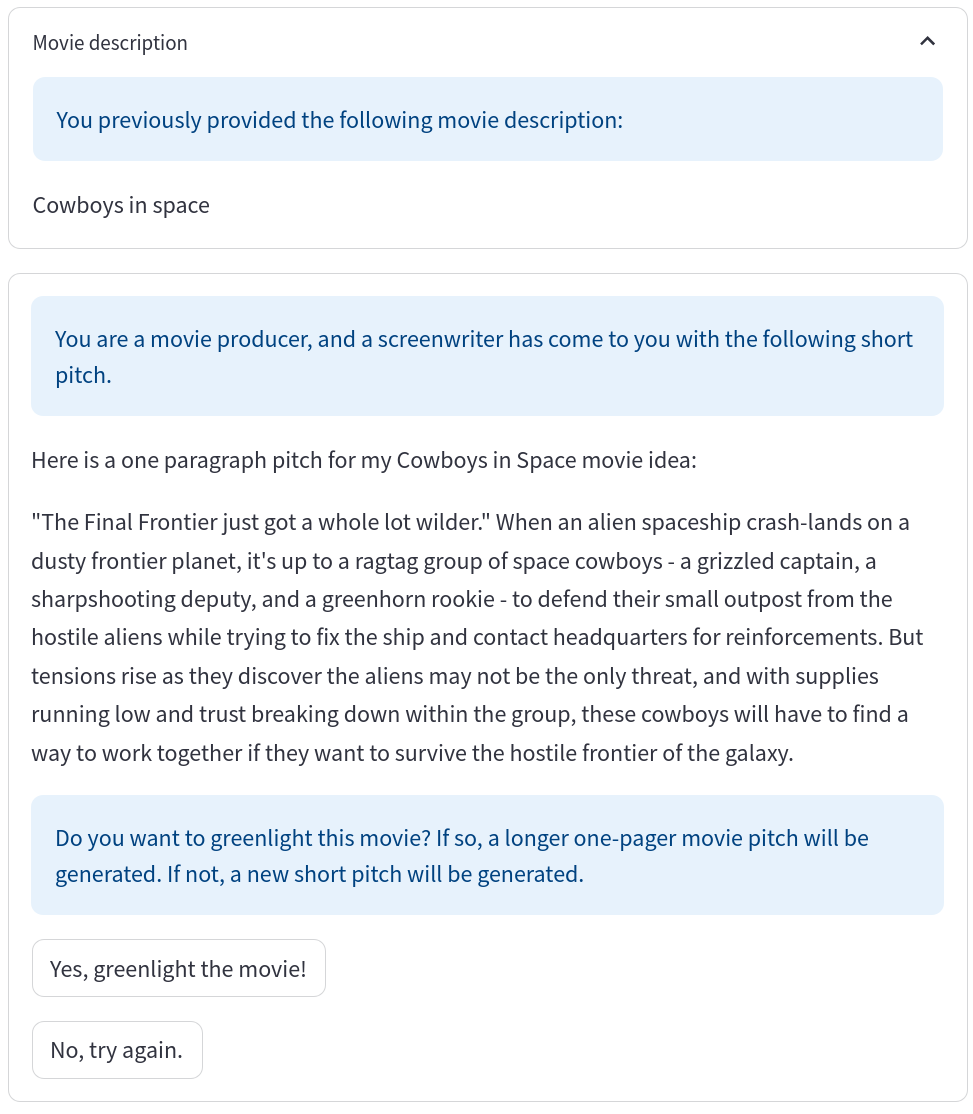 Movie description
You previously provided the following movie description:
Cowboys in space
You are a movie producer, and a screenwriter has come to you with the following short
pitch.
Here is a one paragraph pitch for my Cowboys in Space movie idea:
"The Final Frontier just got a whole lot wilder." When an alien spaceship crash-lands on a
dusty frontier planet, it's up to a ragtag group of space cowboys - a grizzled captain, a
sharpshooting deputy, and a greenhorn rookie - to defend their small outpost from the
hostile aliens while trying to fix the ship and contact headquarters for reinforcements. But
tensions rise as they discover the aliens may not be the only threat, and with supplies
running low and trust breaking down within the group, these cowboys will have to find a
way to work together if they want to survive the hostile frontier of the galaxy.
Do you want to greenlight this movie? If so, a longer one-pager movie pitch will be
generated. If not, a new short pitch will be generated.
Yes, greenlight the movie!
No, try again.